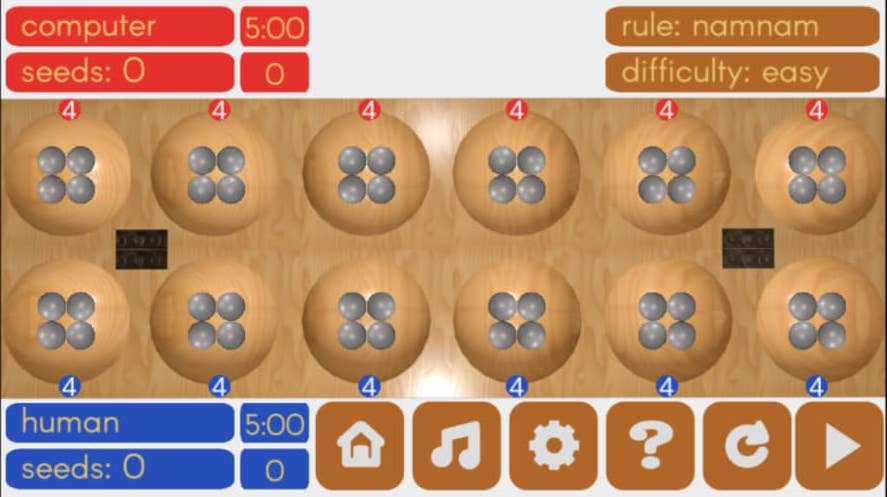 computer 5:00
seeds: 0 0
rule: namnam
difficulty: easy
4 4 4 4 4 4
4 4 4 4 4 4
human 5:00
seeds: 0 0
?